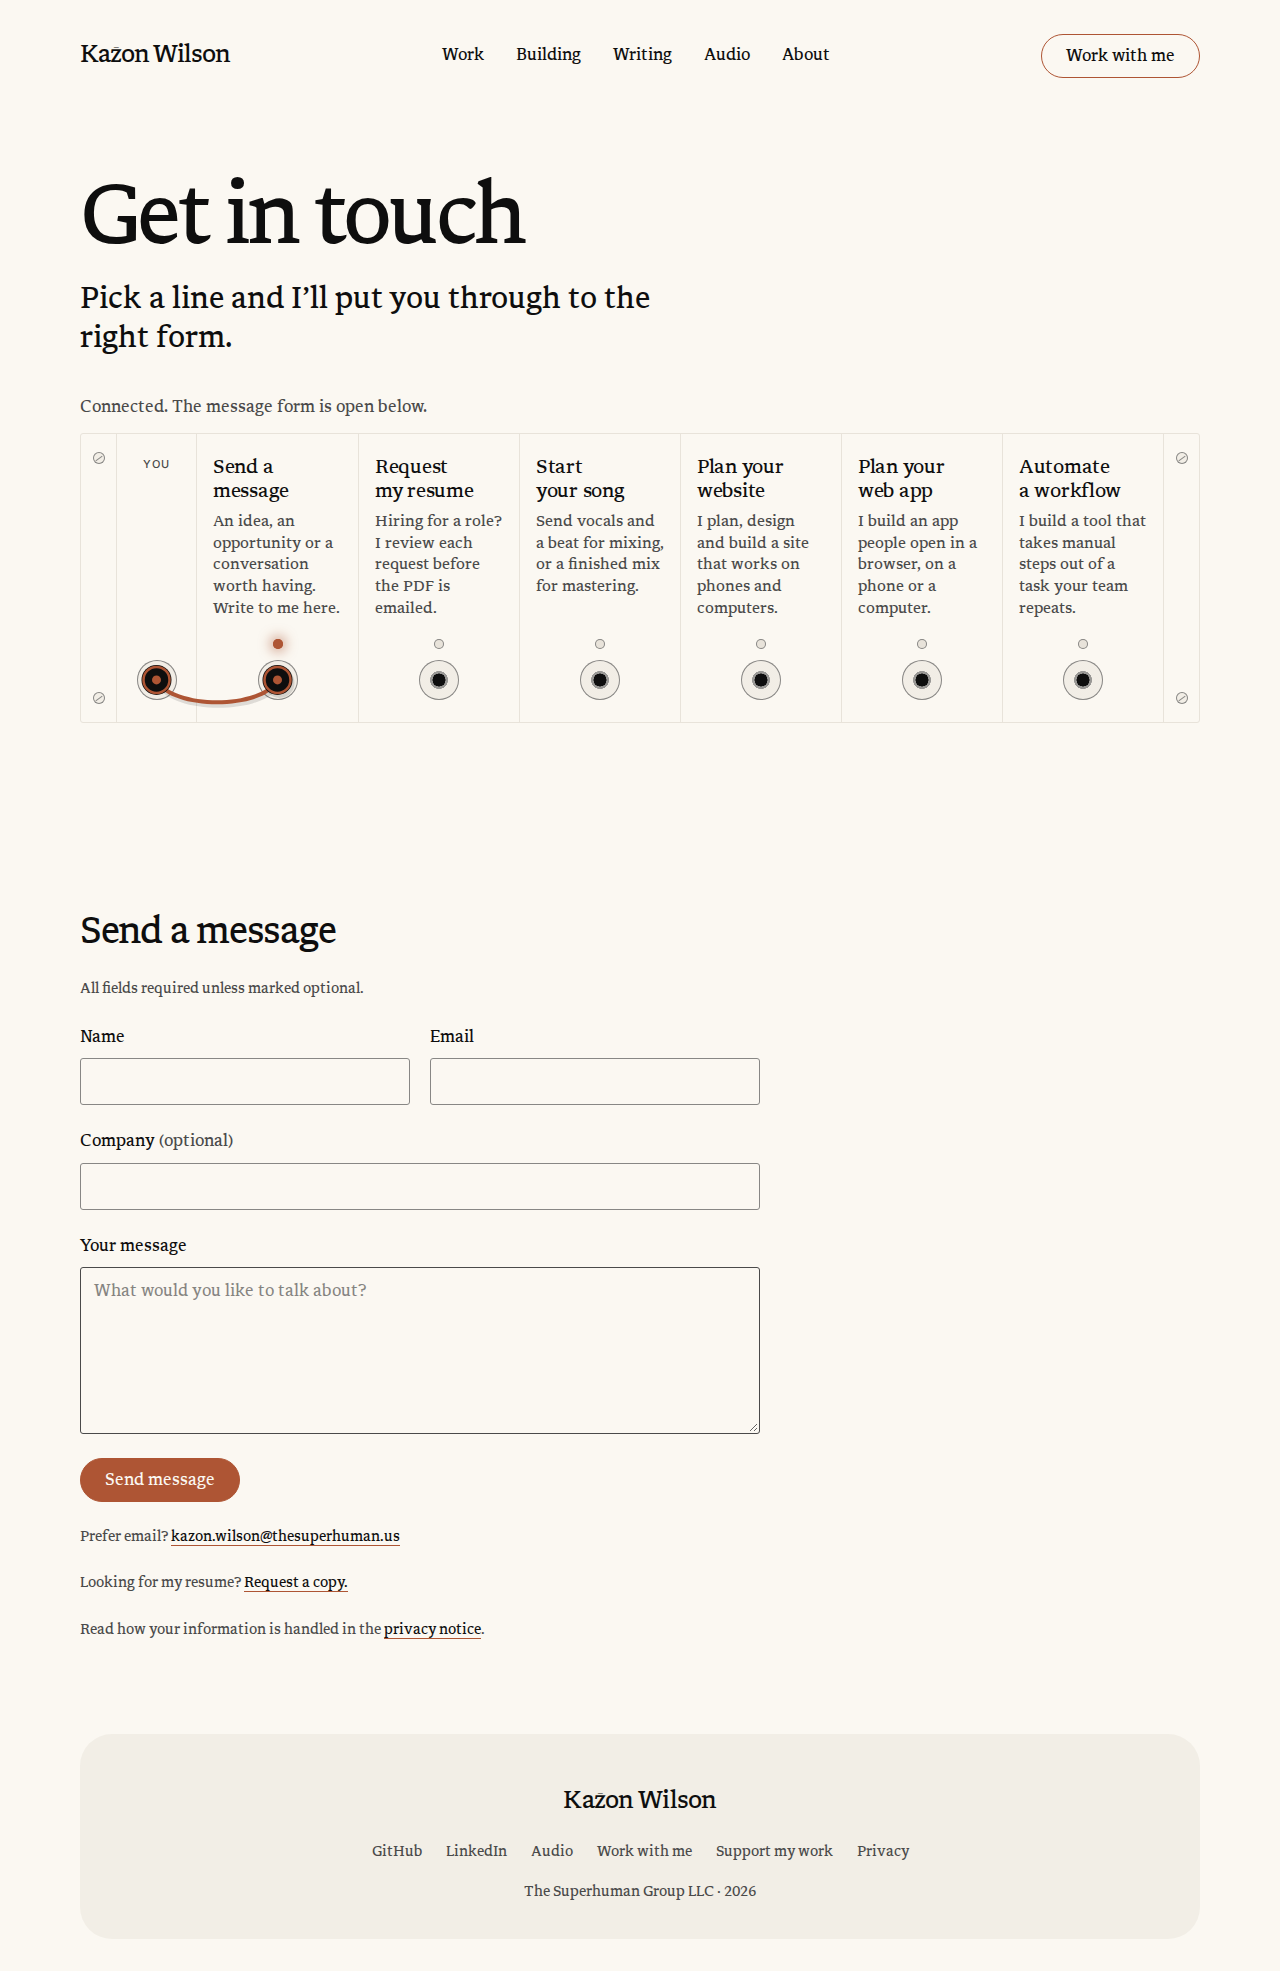 Kazon Wilson
Work
Building
Writing
Audio
About
Work with me
Get in touch
Pick a line and I’ll put you through to the
right form.
Connected. The message form is open below.
YOU
Send a
message
An idea, an
opportunity or a
conversation
worth having.
Write to me here.
Request
my resume
Hiring for a role?
I review each
request before
the PDF is
emailed.
Start
your song
Send vocals and
a beat for mixing,
or a finished mix
for mastering.
Plan your
website
I plan, design
and build a site
that works on
phones and
computers.
Plan your
web app
I build an app
people open in a
browser, on a
phone or a
computer.
Automate
a workflow
I build a tool that
takes manual
steps out of a
task your team
repeats.
Send a message
All fields required unless marked optional.
Name
Email
Company (optional)
Your message
What would you like to talk about?
Send message
Prefer email? kazon.wilson@thesuperhuman.us
Looking for my resume? Request a copy.
Read how your information is handled in the privacy notice.
Kazon Wilson
GitHub
LinkedIn
Audio
Work with me
Support my work
Privacy
The Superhuman Group LLC · 2026